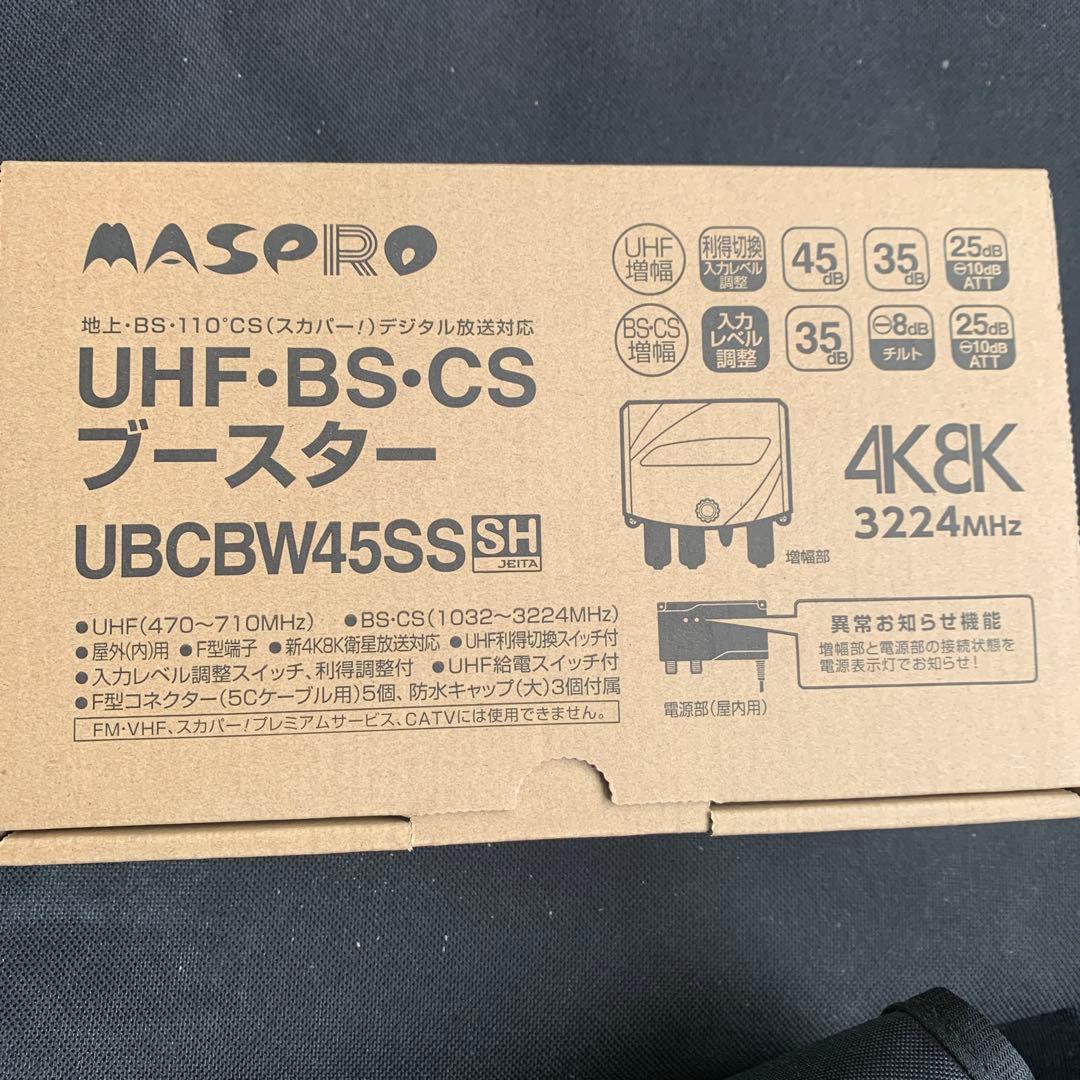 MASPRO
地上・BS・110°CS(スカパー!)デジタル放送対応
UHF・BS・CS
ブースター
UBCBW45SS SH
JEITA
UHF
増幅
利得切換
入力レベル
調整
45dB
35dB
25dB
⊖10dB
ATT
BS・CS
増幅
入力
レベル
調整
35dB
⊖8dB
チルト
25dB
⊖10dB
ATT
4K8K
3224MHz
増幅部
●UHF(470〜710MHz) ●BS・CS(1032〜3224MHz)
●屋外(内)用 ●F型端子 ●新4K8K衛星放送対応 ●UHF利得切換スイッチ付
●入力レベル調整スイッチ、利得調整付 ●UHF給電スイッチ付
●F型コネクター(5Cケーブル用)5個、防水キャップ(大)3個付属
FM・VHF、スカパー!プレミアムサービス、CATVには使用できません。
異常お知らせ機能
増幅部と電源部の接続状態を
電源表示灯でお知らせ!
電源部(屋内用)